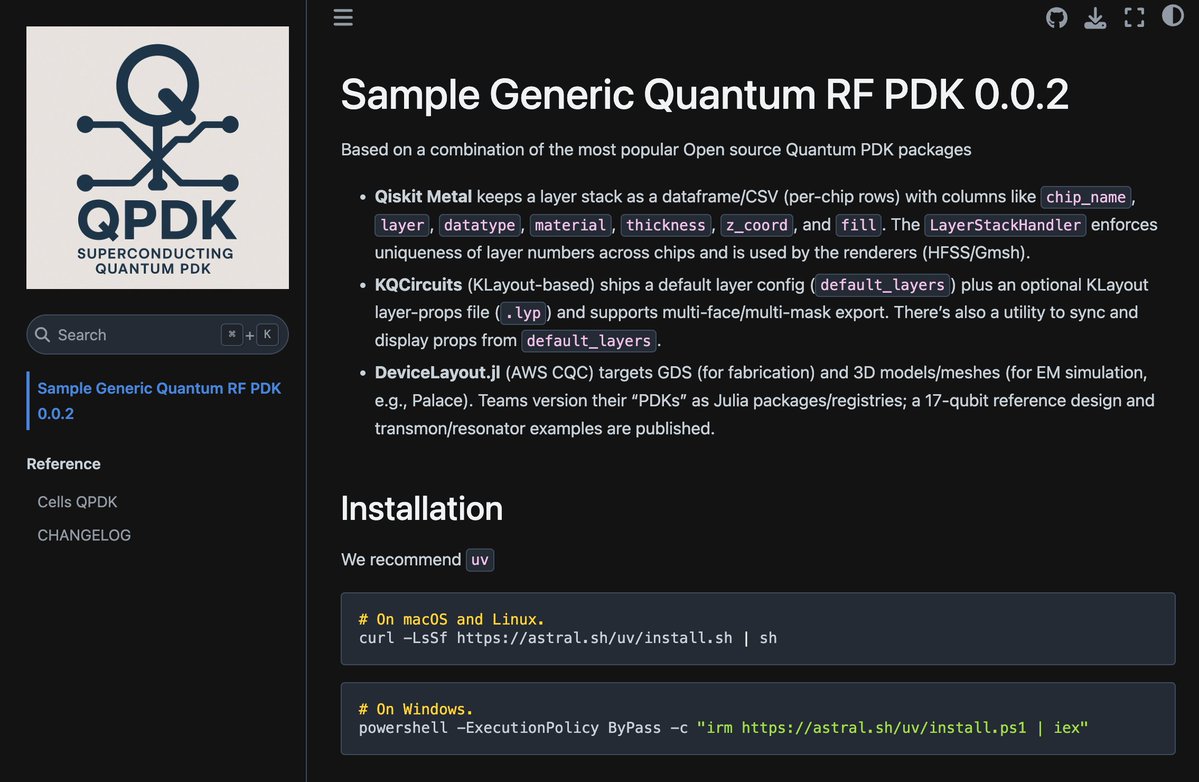 QPDK
SUPERCONDUCTING
QUANTUM PDK
Search ⌘ + K
Sample Generic Quantum RF PDK
0.0.2
Reference
Cells QPDK
CHANGELOG
Sample Generic Quantum RF PDK 0.0.2
Based on a combination of the most popular Open source Quantum PDK packages
• Qiskit Metal keeps a layer stack as a dataframe/CSV (per-chip rows) with columns like chip_name,
layer, datatype, material, thickness, z_coord, and fill. The LayerStackHandler enforces
uniqueness of layer numbers across chips and is used by the renderers (HFSS/Gmsh).
• KQCircuits (KLayout-based) ships a default layer config (default_layers) plus an optional KLayout
layer-props file (.lyp) and supports multi-face/multi-mask export. There’s also a utility to sync and
display props from default_layers.
• DeviceLayout.jl (AWS CQC) targets GDS (for fabrication) and 3D models/meshes (for EM simulation,
e.g., Palace). Teams version their “PDKs” as Julia packages/registries; a 17-qubit reference design and
transmon/resonator examples are published.
Installation
We recommend uv
# On macOS and Linux.
curl -LsSf https://astral.sh/uv/install.sh | sh
# On Windows.
powershell -ExecutionPolicy ByPass -c "irm https://astral.sh/uv/install.ps1 | iex"